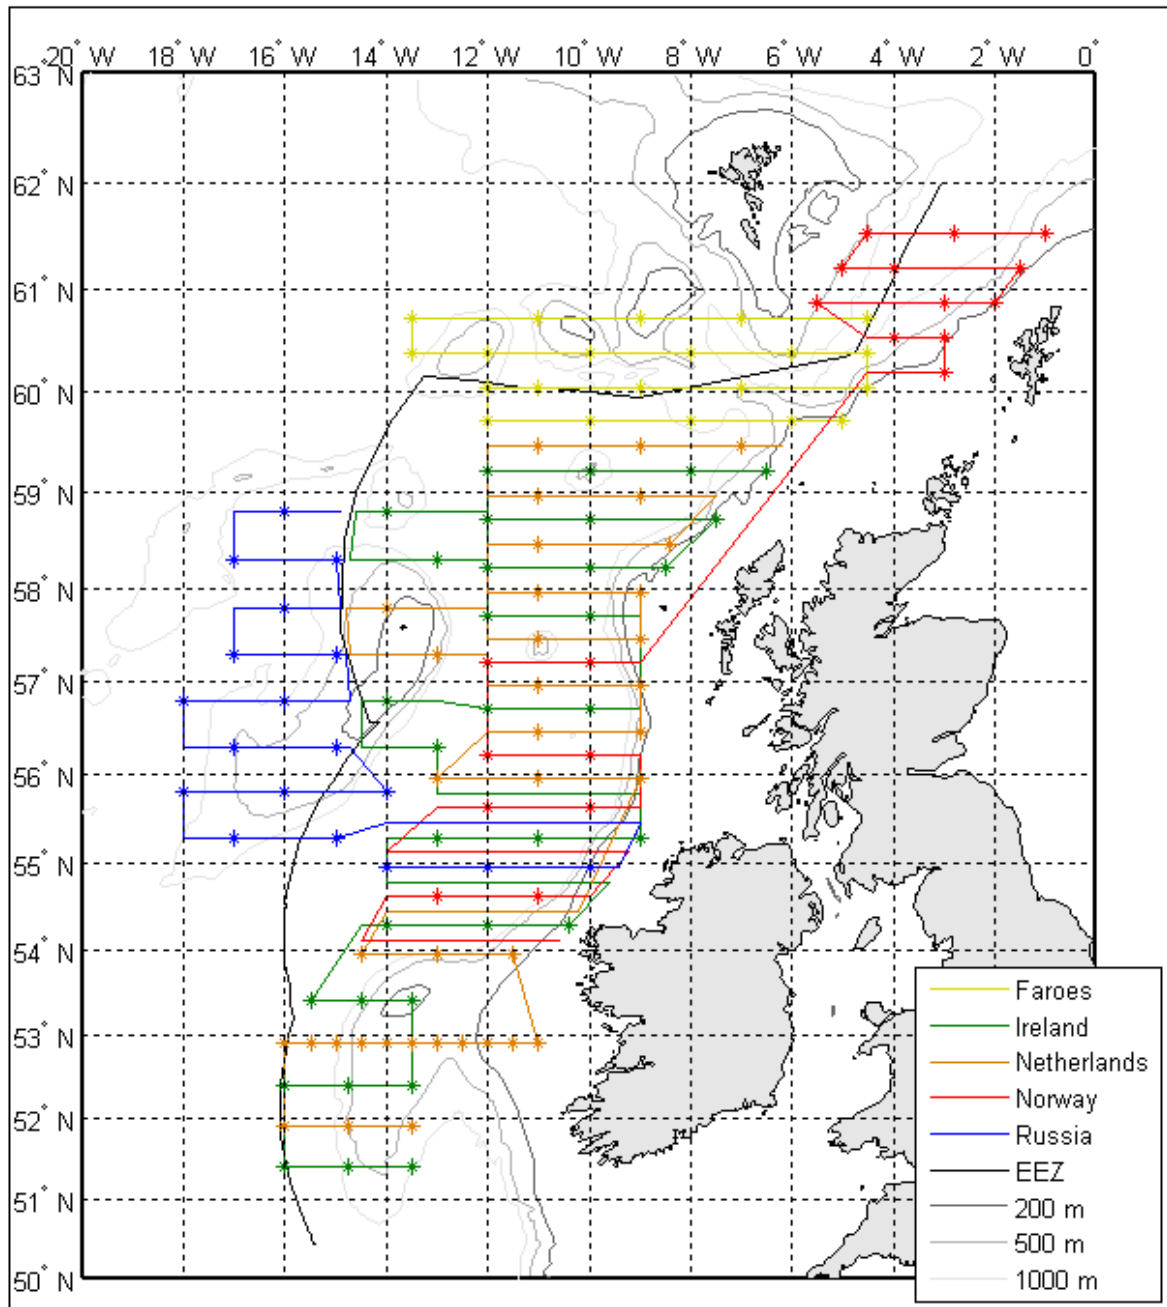 20° W 18° W 16° W 14° W 12° W 10° W 8° W 6° W 4° W 2° W 0°
63° N
62° N
61° N
60° N
59° N
58° N
57° N
56° N
55° N
54° N
53° N
52° N
51° N
50° N
Faroes
Ireland
Netherlands
Norway
Russia
EEZ
200 m
500 m
1000 m